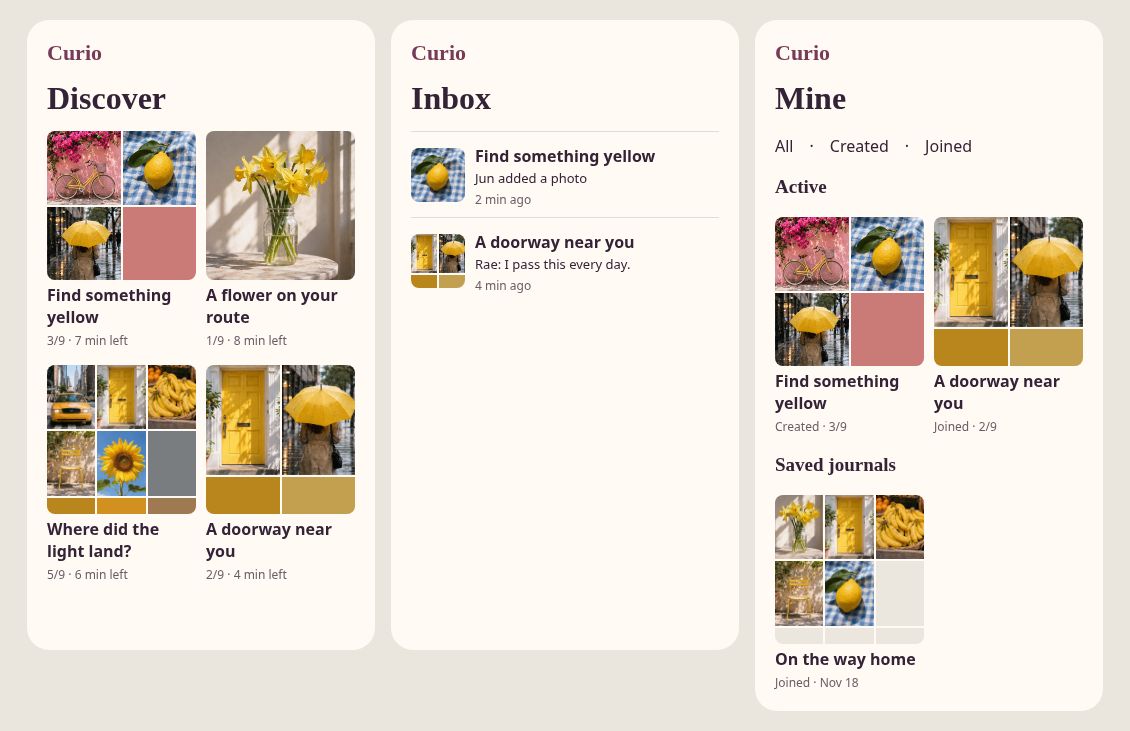 Curio
Discover
Find something
yellow
3/9 · 7 min left
A flower on your
route
1/9 · 8 min left
Where did the
light land?
5/9 · 6 min left
A doorway near
you
2/9 · 4 min left
Curio
Inbox
Find something yellow
Jun added a photo
2 min ago
A doorway near you
Rae: I pass this every day.
4 min ago
Curio
Mine
All · Created · Joined
Active
Find something
yellow
Created · 3/9
A doorway near
you
Joined · 2/9
Saved journals
On the way home
Joined · Nov 18